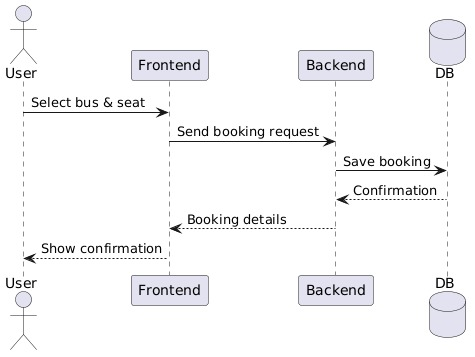 User
Frontend
Backend
DB
Select bus & seat
Send booking request
Save booking
Confirmation
Booking details
Show confirmation
User
Frontend
Backend
DB